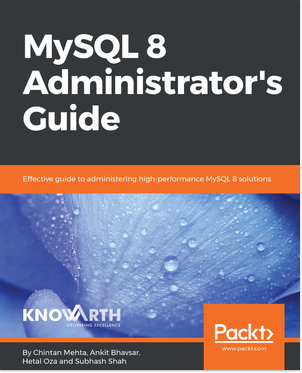 MySQL 8
Administrator's
Guide
Effective guide to administering high-performance MySQL 8 solutions
KNOWARTH
DELIVERING EXCELLENCE
Packt>
www.packt.com
By Chintan Mehta, Ankit Bhavsar,
Hetal Oza and Subhash Shah